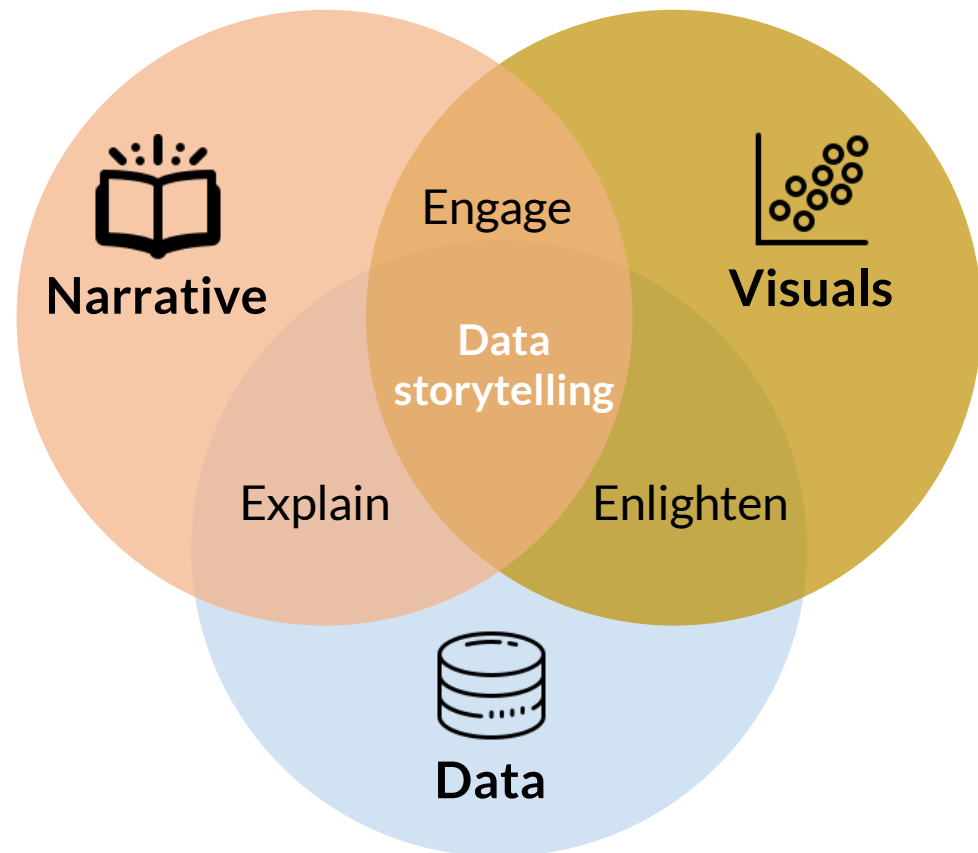 Engage
Narrative
Visuals
Data
storytelling
Explain
Enlighten
Data